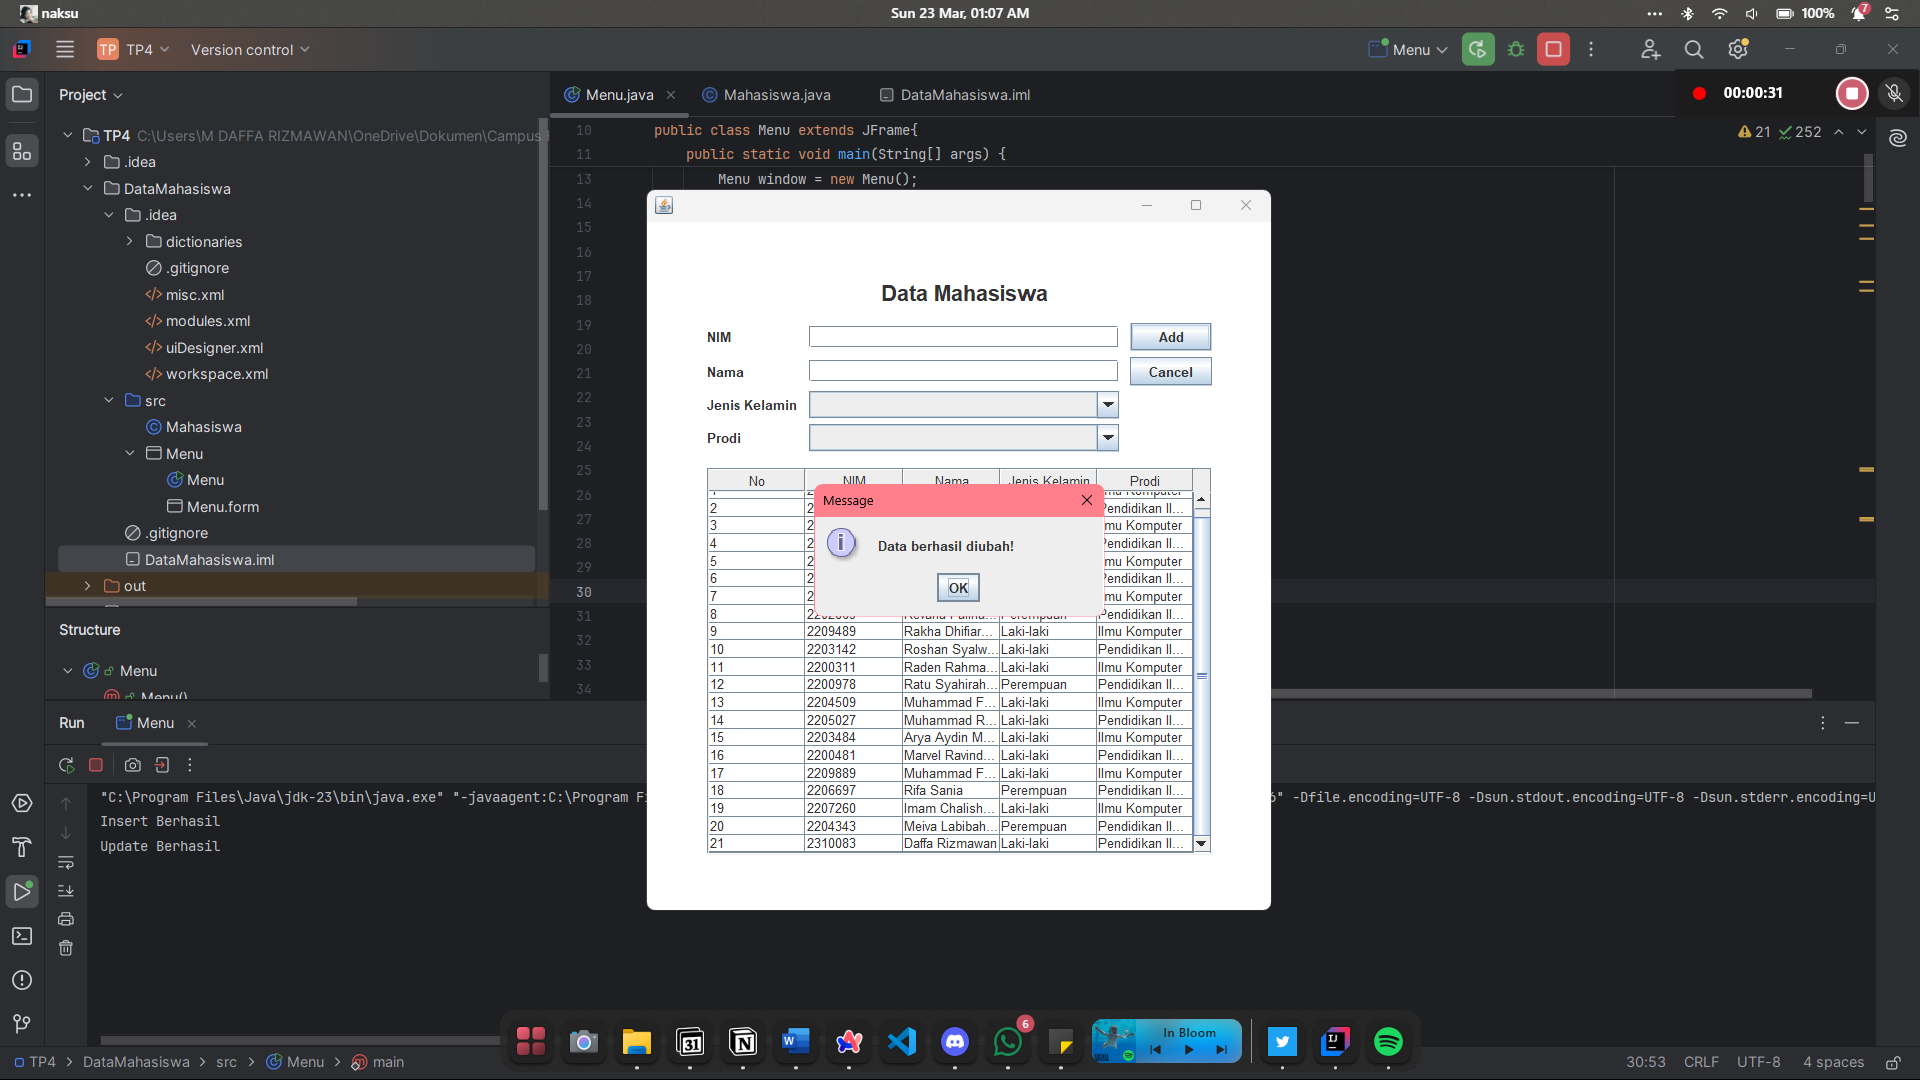 naksu
Sun 23 Mar, 01:07 AM
100%
7
TP TP4
Version control
Menu
Project
Menu.java
Mahasiswa.java
DataMahasiswa.iml
00:00:31
TP4 C:\Users\M DAFFA RIZMAWAN\OneDrive\Dokumen\Campus
.idea
DataMahasiswa
.idea
dictionaries
.gitignore
misc.xml
modules.xml
uiDesigner.xml
workspace.xml
src
Mahasiswa
Menu
Menu
Menu.form
.gitignore
DataMahasiswa.iml
out
Structure
Menu
Menu()
10 public class Menu extends JFrame{
11 public static void main(String[] args) {
13 Menu window = new Menu();
14
15
16
17
18
19
20
21
22
23
24
25
26
27
28
29
30
31
32
33
34
21 252
Data Mahasiswa
NIM
Add
Nama
Cancel
Jenis Kelamin
Prodi
No NIM Nama Jenis Kelamin Prodi
1 Ilmu Komputer
2 2 Pendidikan Il...
3 2 mu Komputer
4 2 Pendidikan Il...
5 2 mu Komputer
6 2 Pendidikan Il...
7 2 mu Komputer
8 Perempuan Pendidikan Il...
9 2209489 Rakha Dhifiar... Laki-laki Ilmu Komputer
10 2203142 Roshan Syalw... Laki-laki Pendidikan Il...
11 2200311 Raden Rahma... Laki-laki Ilmu Komputer
12 2200978 Ratu Syahirah... Perempuan Pendidikan Il...
13 2204509 Muhammad F... Laki-laki Ilmu Komputer
14 2205027 Muhammad R... Laki-laki Pendidikan Il...
15 2203484 Arya Aydin M... Laki-laki Ilmu Komputer
16 2200481 Marvel Ravind... Laki-laki Pendidikan Il...
17 2209889 Muhammad F... Laki-laki Ilmu Komputer
18 2206697 Rifa Sania Perempuan Pendidikan Il...
19 2207260 Imam Chalish... Laki-laki Ilmu Komputer
20 2204343 Meiva Labibah... Perempuan Pendidikan Il...
21 2310083 Daffa Rizmawan Laki-laki Pendidikan Il...
Message
Data berhasil diubah!
OK
Run
Menu
"C:\Program Files\Java\jdk-23\bin\java.exe" "-javaagent:C:\Program Fi
" -Dfile.encoding=UTF-8 -Dsun.stdout.encoding=UTF-8 -Dsun.stderr.encoding=U
Insert Berhasil
Update Berhasil
31
6
In Bloom
TP4 > DataMahasiswa > src > Menu > main
30:53 CRLF UTF-8 4 spaces